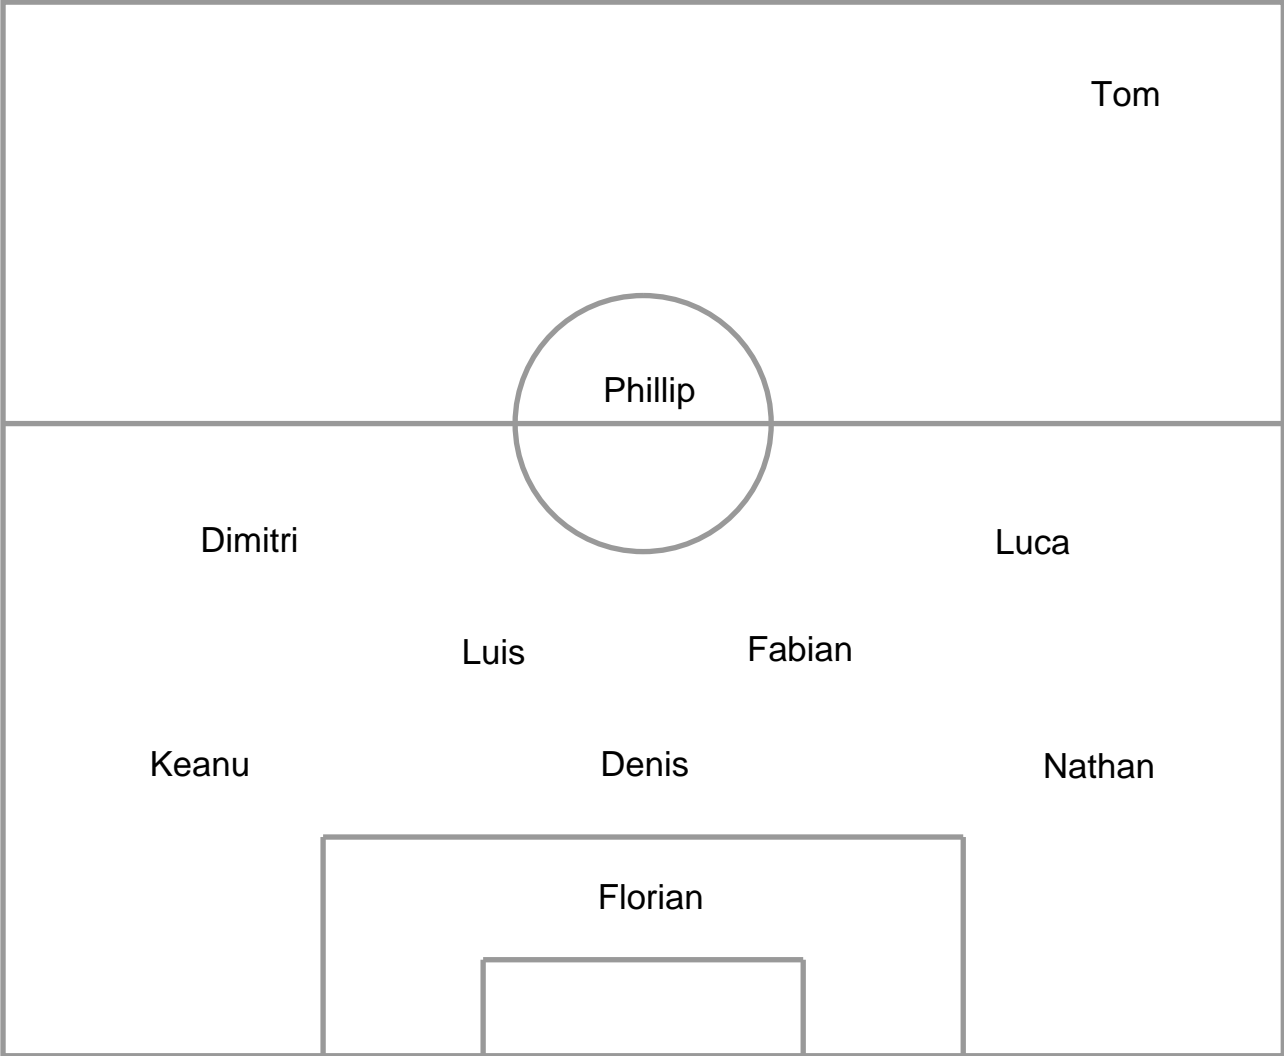 Tom
Phillip
Dimitri
Luca
Luis
Fabian
Keanu
Denis
Nathan
Florian